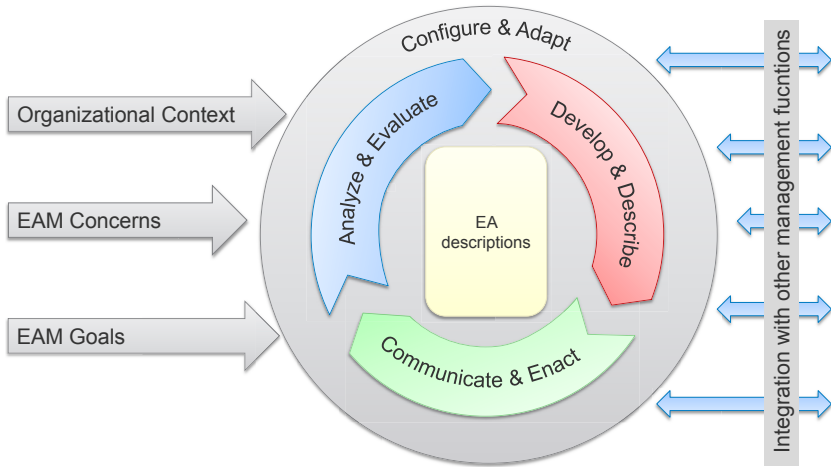 Configure & Adapt
Organizational Context
EAM Concerns
EAM Goals
Analyze & Evaluate
Develop & Describe
Communicate & Enact
EA
descriptions
Integration with other management fucntions